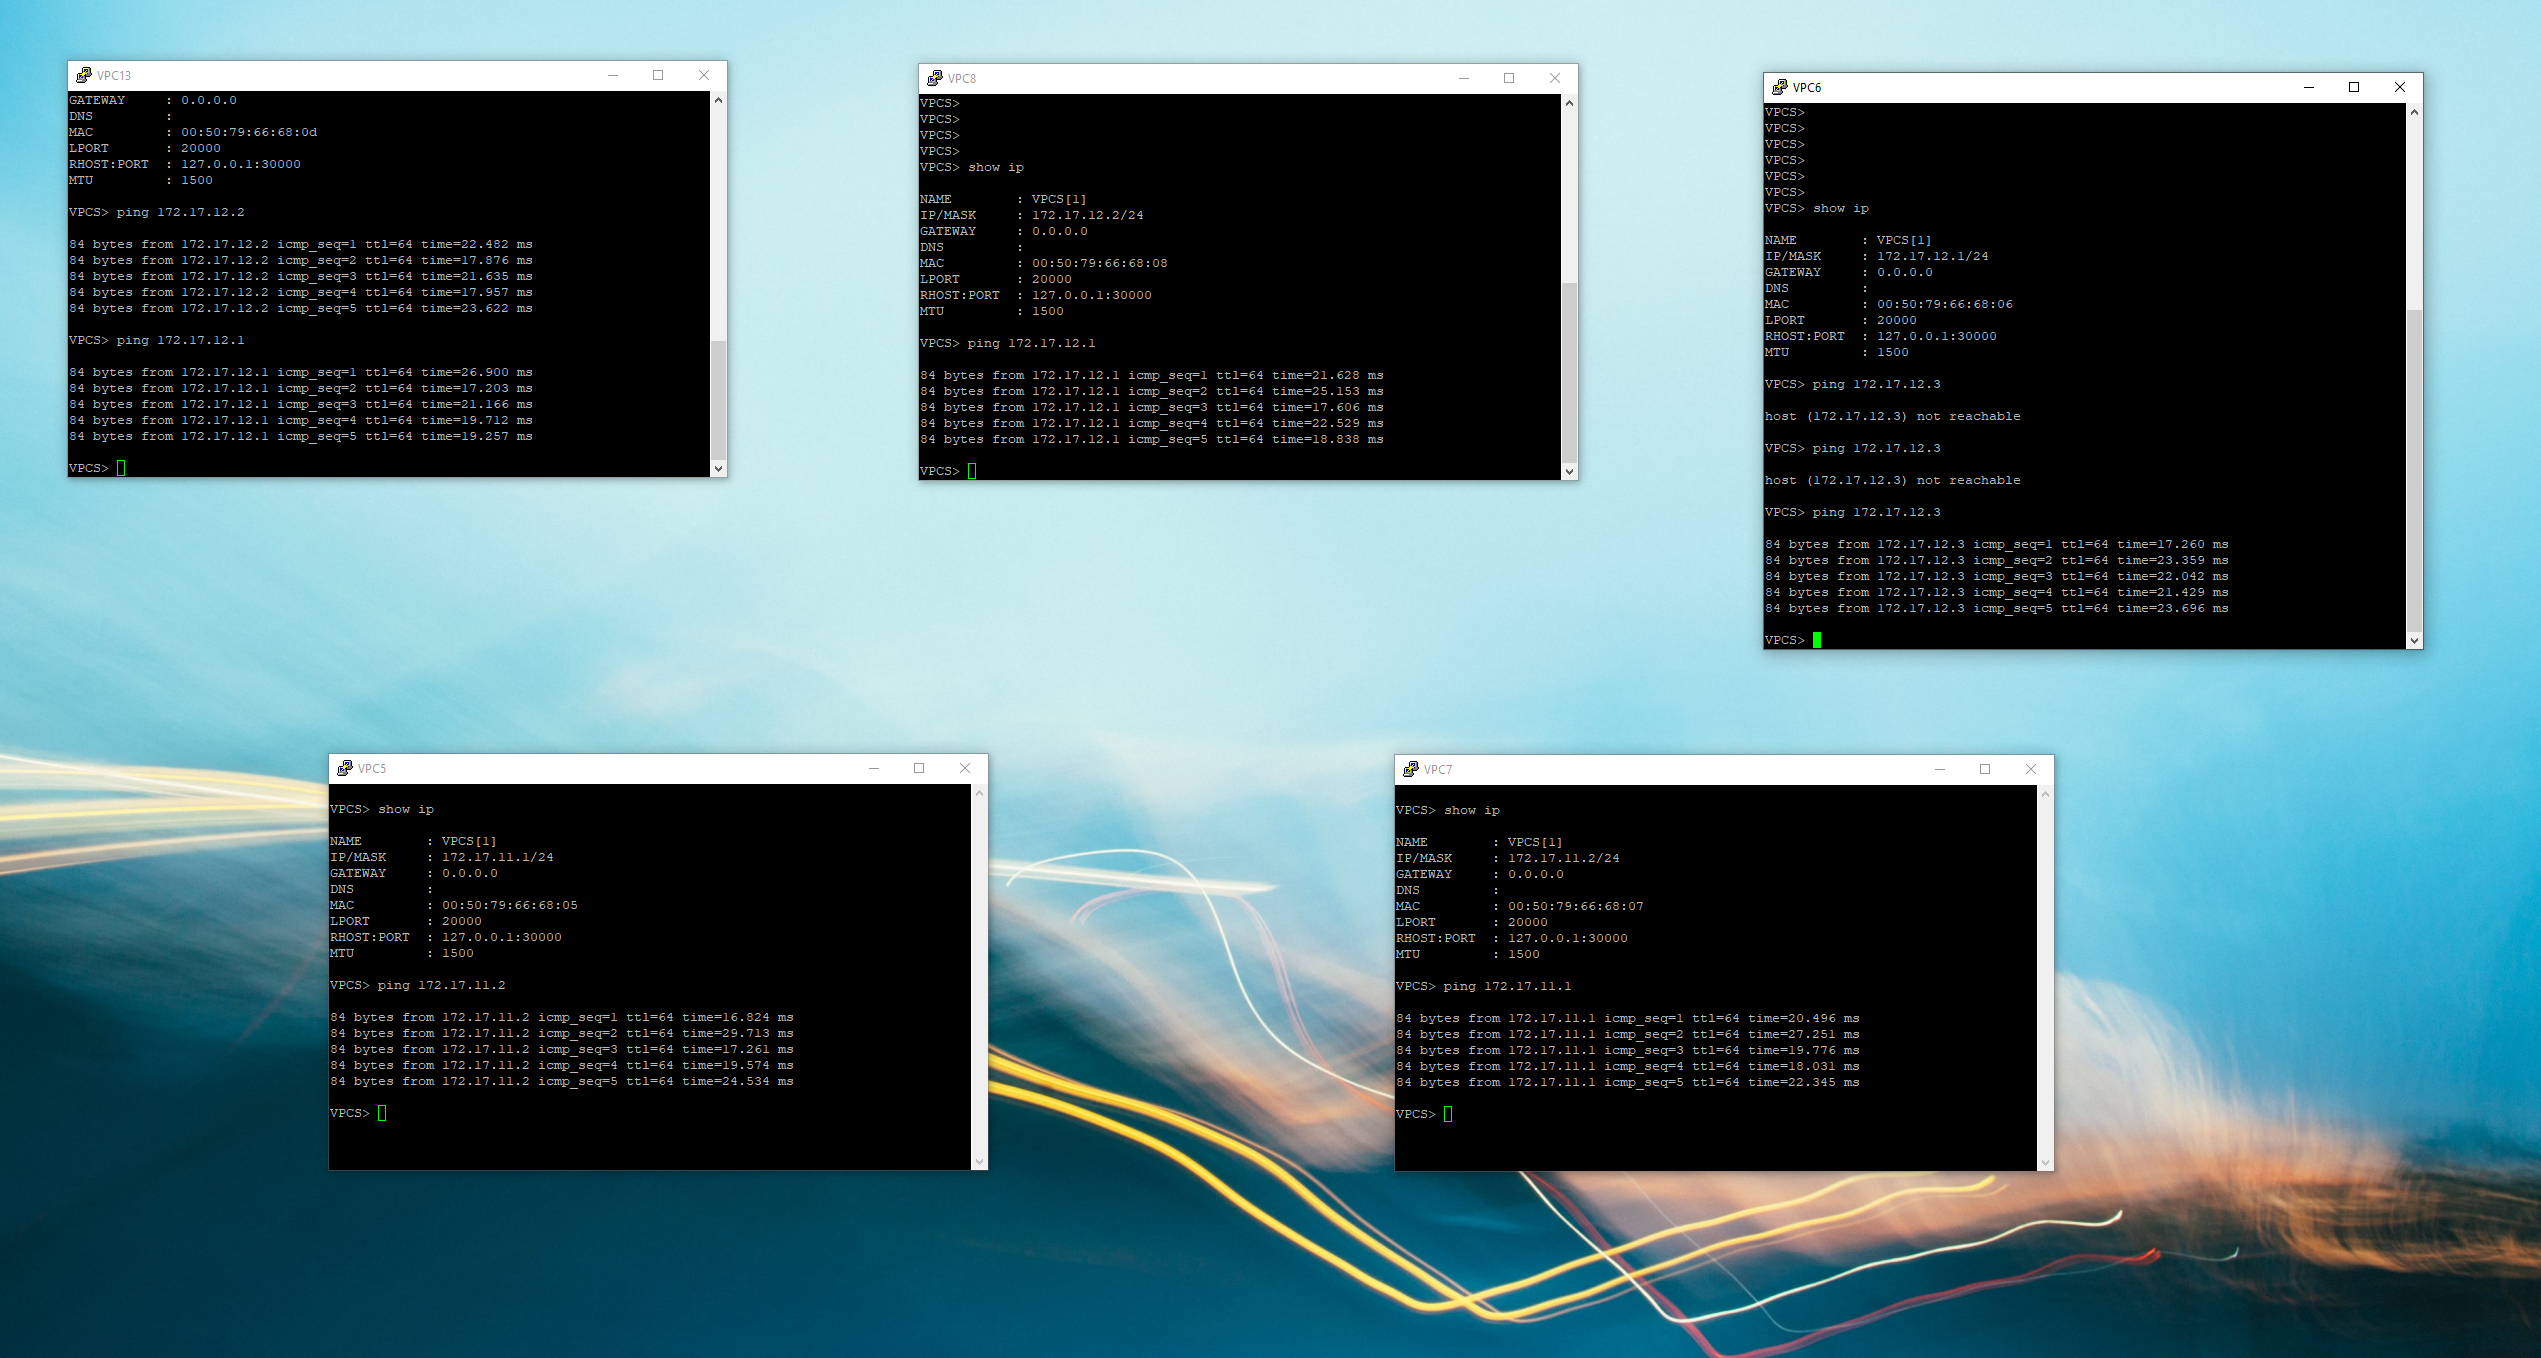 VPC13
GATEWAY : 0.0.0.0
DNS :
MAC : 00:50:79:66:68:0d
LPORT : 20000
RHOST:PORT : 127.0.0.1:30000
MTU : 1500
VPCS> ping 172.17.12.2
84 bytes from 172.17.12.2 icmp_seq=1 ttl=64 time=22.482 ms
84 bytes from 172.17.12.2 icmp_seq=2 ttl=64 time=17.876 ms
84 bytes from 172.17.12.2 icmp_seq=3 ttl=64 time=21.635 ms
84 bytes from 172.17.12.2 icmp_seq=4 ttl=64 time=17.957 ms
84 bytes from 172.17.12.2 icmp_seq=5 ttl=64 time=23.622 ms
VPCS> ping 172.17.12.1
84 bytes from 172.17.12.1 icmp_seq=1 ttl=64 time=26.900 ms
84 bytes from 172.17.12.1 icmp_seq=2 ttl=64 time=17.203 ms
84 bytes from 172.17.12.1 icmp_seq=3 ttl=64 time=21.166 ms
84 bytes from 172.17.12.1 icmp_seq=4 ttl=64 time=19.712 ms
84 bytes from 172.17.12.1 icmp_seq=5 ttl=64 time=19.257 ms
VPCS>
VPC8
VPCS>
VPCS>
VPCS>
VPCS>
VPCS> show ip
NAME : VPCS[1]
IP/MASK : 172.17.12.2/24
GATEWAY : 0.0.0.0
DNS :
MAC : 00:50:79:66:68:08
LPORT : 20000
RHOST:PORT : 127.0.0.1:30000
MTU : 1500
VPCS> ping 172.17.12.1
84 bytes from 172.17.12.1 icmp_seq=1 ttl=64 time=21.628 ms
84 bytes from 172.17.12.1 icmp_seq=2 ttl=64 time=25.153 ms
84 bytes from 172.17.12.1 icmp_seq=3 ttl=64 time=17.606 ms
84 bytes from 172.17.12.1 icmp_seq=4 ttl=64 time=22.529 ms
84 bytes from 172.17.12.1 icmp_seq=5 ttl=64 time=18.838 ms
VPCS>
VPC6
VPCS>
VPCS>
VPCS>
VPCS>
VPCS>
VPCS>
VPCS> show ip
NAME : VPCS[1]
IP/MASK : 172.17.12.1/24
GATEWAY : 0.0.0.0
DNS :
MAC : 00:50:79:66:68:06
LPORT : 20000
RHOST:PORT : 127.0.0.1:30000
MTU : 1500
VPCS> ping 172.17.12.3
host (172.17.12.3) not reachable
VPCS> ping 172.17.12.3
host (172.17.12.3) not reachable
VPCS> ping 172.17.12.3
84 bytes from 172.17.12.3 icmp_seq=1 ttl=64 time=17.260 ms
84 bytes from 172.17.12.3 icmp_seq=2 ttl=64 time=23.359 ms
84 bytes from 172.17.12.3 icmp_seq=3 ttl=64 time=22.042 ms
84 bytes from 172.17.12.3 icmp_seq=4 ttl=64 time=21.429 ms
84 bytes from 172.17.12.3 icmp_seq=5 ttl=64 time=23.696 ms
VPCS>
VPC5
VPCS> show ip
NAME : VPCS[1]
IP/MASK : 172.17.11.1/24
GATEWAY : 0.0.0.0
DNS :
MAC : 00:50:79:66:68:05
LPORT : 20000
RHOST:PORT : 127.0.0.1:30000
MTU : 1500
VPCS> ping 172.17.11.2
84 bytes from 172.17.11.2 icmp_seq=1 ttl=64 time=16.824 ms
84 bytes from 172.17.11.2 icmp_seq=2 ttl=64 time=29.713 ms
84 bytes from 172.17.11.2 icmp_seq=3 ttl=64 time=17.261 ms
84 bytes from 172.17.11.2 icmp_seq=4 ttl=64 time=19.574 ms
84 bytes from 172.17.11.2 icmp_seq=5 ttl=64 time=24.534 ms
VPCS>
VPC7
VPCS> show ip
NAME : VPCS[1]
IP/MASK : 172.17.11.2/24
GATEWAY : 0.0.0.0
DNS :
MAC : 00:50:79:66:68:07
LPORT : 20000
RHOST:PORT : 127.0.0.1:30000
MTU : 1500
VPCS> ping 172.17.11.1
84 bytes from 172.17.11.1 icmp_seq=1 ttl=64 time=20.496 ms
84 bytes from 172.17.11.1 icmp_seq=2 ttl=64 time=27.251 ms
84 bytes from 172.17.11.1 icmp_seq=3 ttl=64 time=19.776 ms
84 bytes from 172.17.11.1 icmp_seq=4 ttl=64 time=18.031 ms
84 bytes from 172.17.11.1 icmp_seq=5 ttl=64 time=22.345 ms
VPCS>